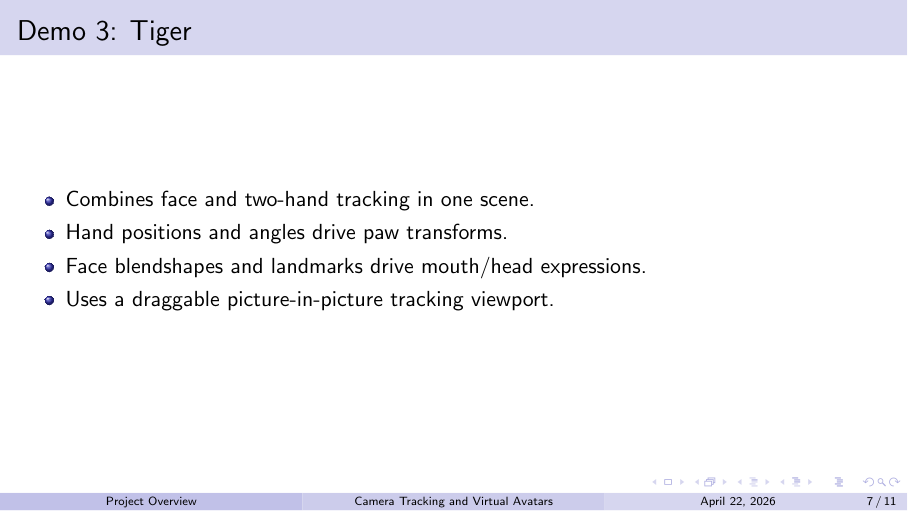 Demo 3: Tiger
Combines face and two-hand tracking in one scene.
Hand positions and angles drive paw transforms.
Face blendshapes and landmarks drive mouth/head expressions.
Uses a draggable picture-in-picture tracking viewport.
Project Overview Camera Tracking and Virtual Avatars April 22, 2026 7 / 11